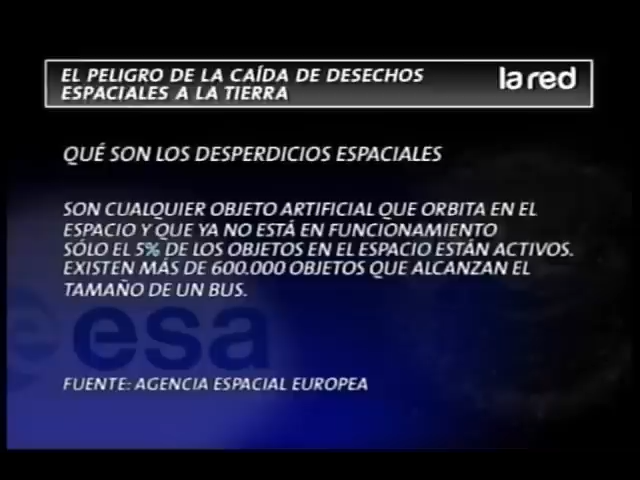 EL PELIGRO DE LA CAÍDA DE DESECHOS
ESPACIALES A LA TIERRA
la red
QUÉ SON LOS DESPERDICIOS ESPACIALES
SON CUALQUIER OBJETO ARTIFICIAL QUE ORBITA EN EL
ESPACIO Y QUE YA NO ESTÁ EN FUNCIONAMIENTO
SÓLO EL 5% DE LOS OBJETOS EN EL ESPACIO ESTÁN ACTIVOS.
EXISTEN MÁS DE 600.000 OBJETOS QUE ALCANZAN EL
TAMAÑO DE UN BUS.
esa
FUENTE: AGENCIA ESPACIAL EUROPEA